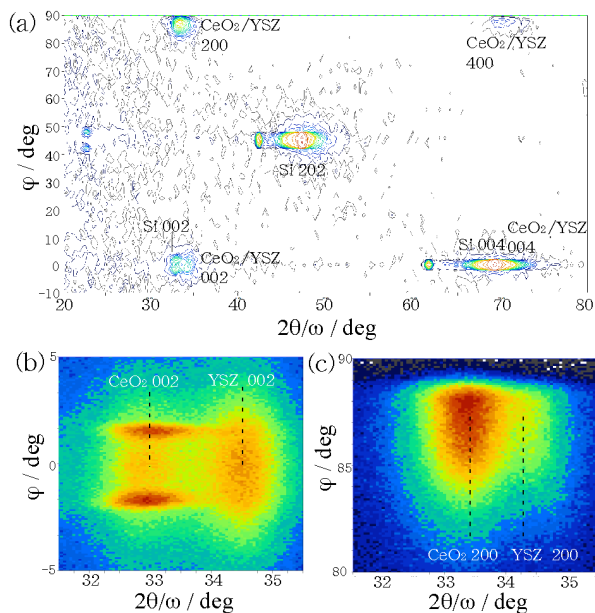 (a)
90
80
70
60
50
40
30
20
10
0
-10
φ / deg
CeO₂/YSZ
200
CeO₂/YSZ
400
Si 202
Si 002
CeO₂/YSZ
002
CeO₂/YSZ
Si 004 004
20 30 42 60 80
2θ/ω / deg
(b)
5
0
-5
φ / deg
CeO₂ 002 YSZ 002
32 33 34 35
2θ/ω / deg
(c)
90
85
80
φ / deg
CeO₂ 200 YSZ 200
32 33 34 35
2θ/ω / deg